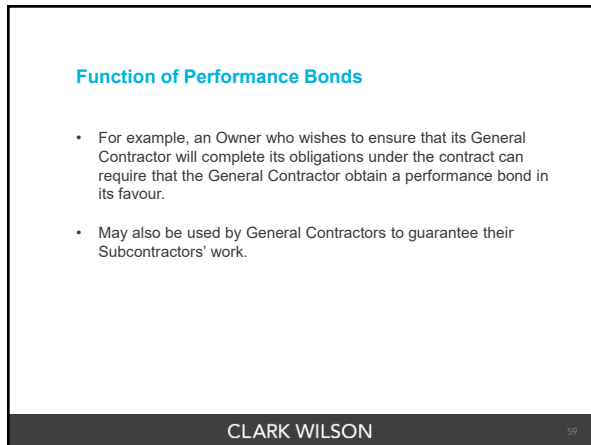 Function of Performance Bonds
• For example, an Owner who wishes to ensure that its General
Contractor will complete its obligations under the contract can
require that the General Contractor obtain a performance bond in
its favour.
• May also be used by General Contractors to guarantee their
Subcontractors' work.
CLARK WILSON
59